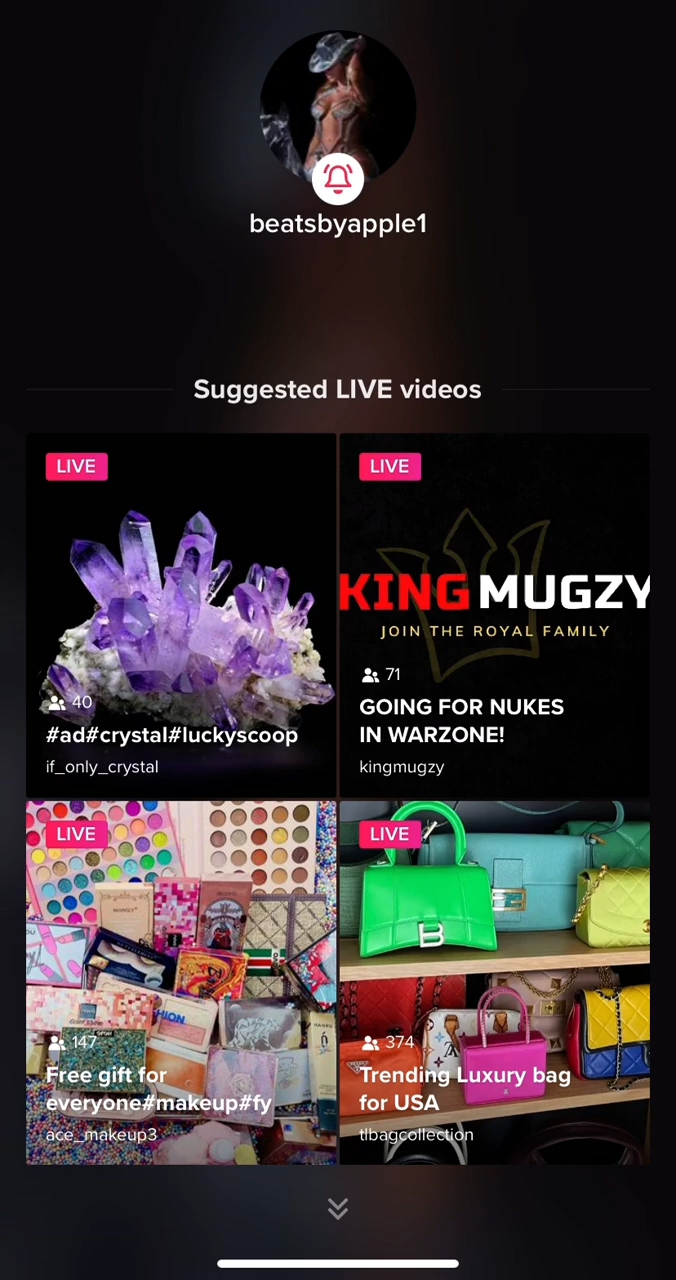 beatsbyapple1
Suggested LIVE videos
LIVE
40
#ad#crystal#luckyscoop
if_only_crystal
LIVE
KING MUGZY
JOIN THE ROYAL FAMILY
71
GOING FOR NUKES
IN WARZONE!
kingmugzy
LIVE
147
Free gift for
everyone#makeup#fy
ace_makeup3
LIVE
374
Trending Luxury bag
for USA
tlbagcollection